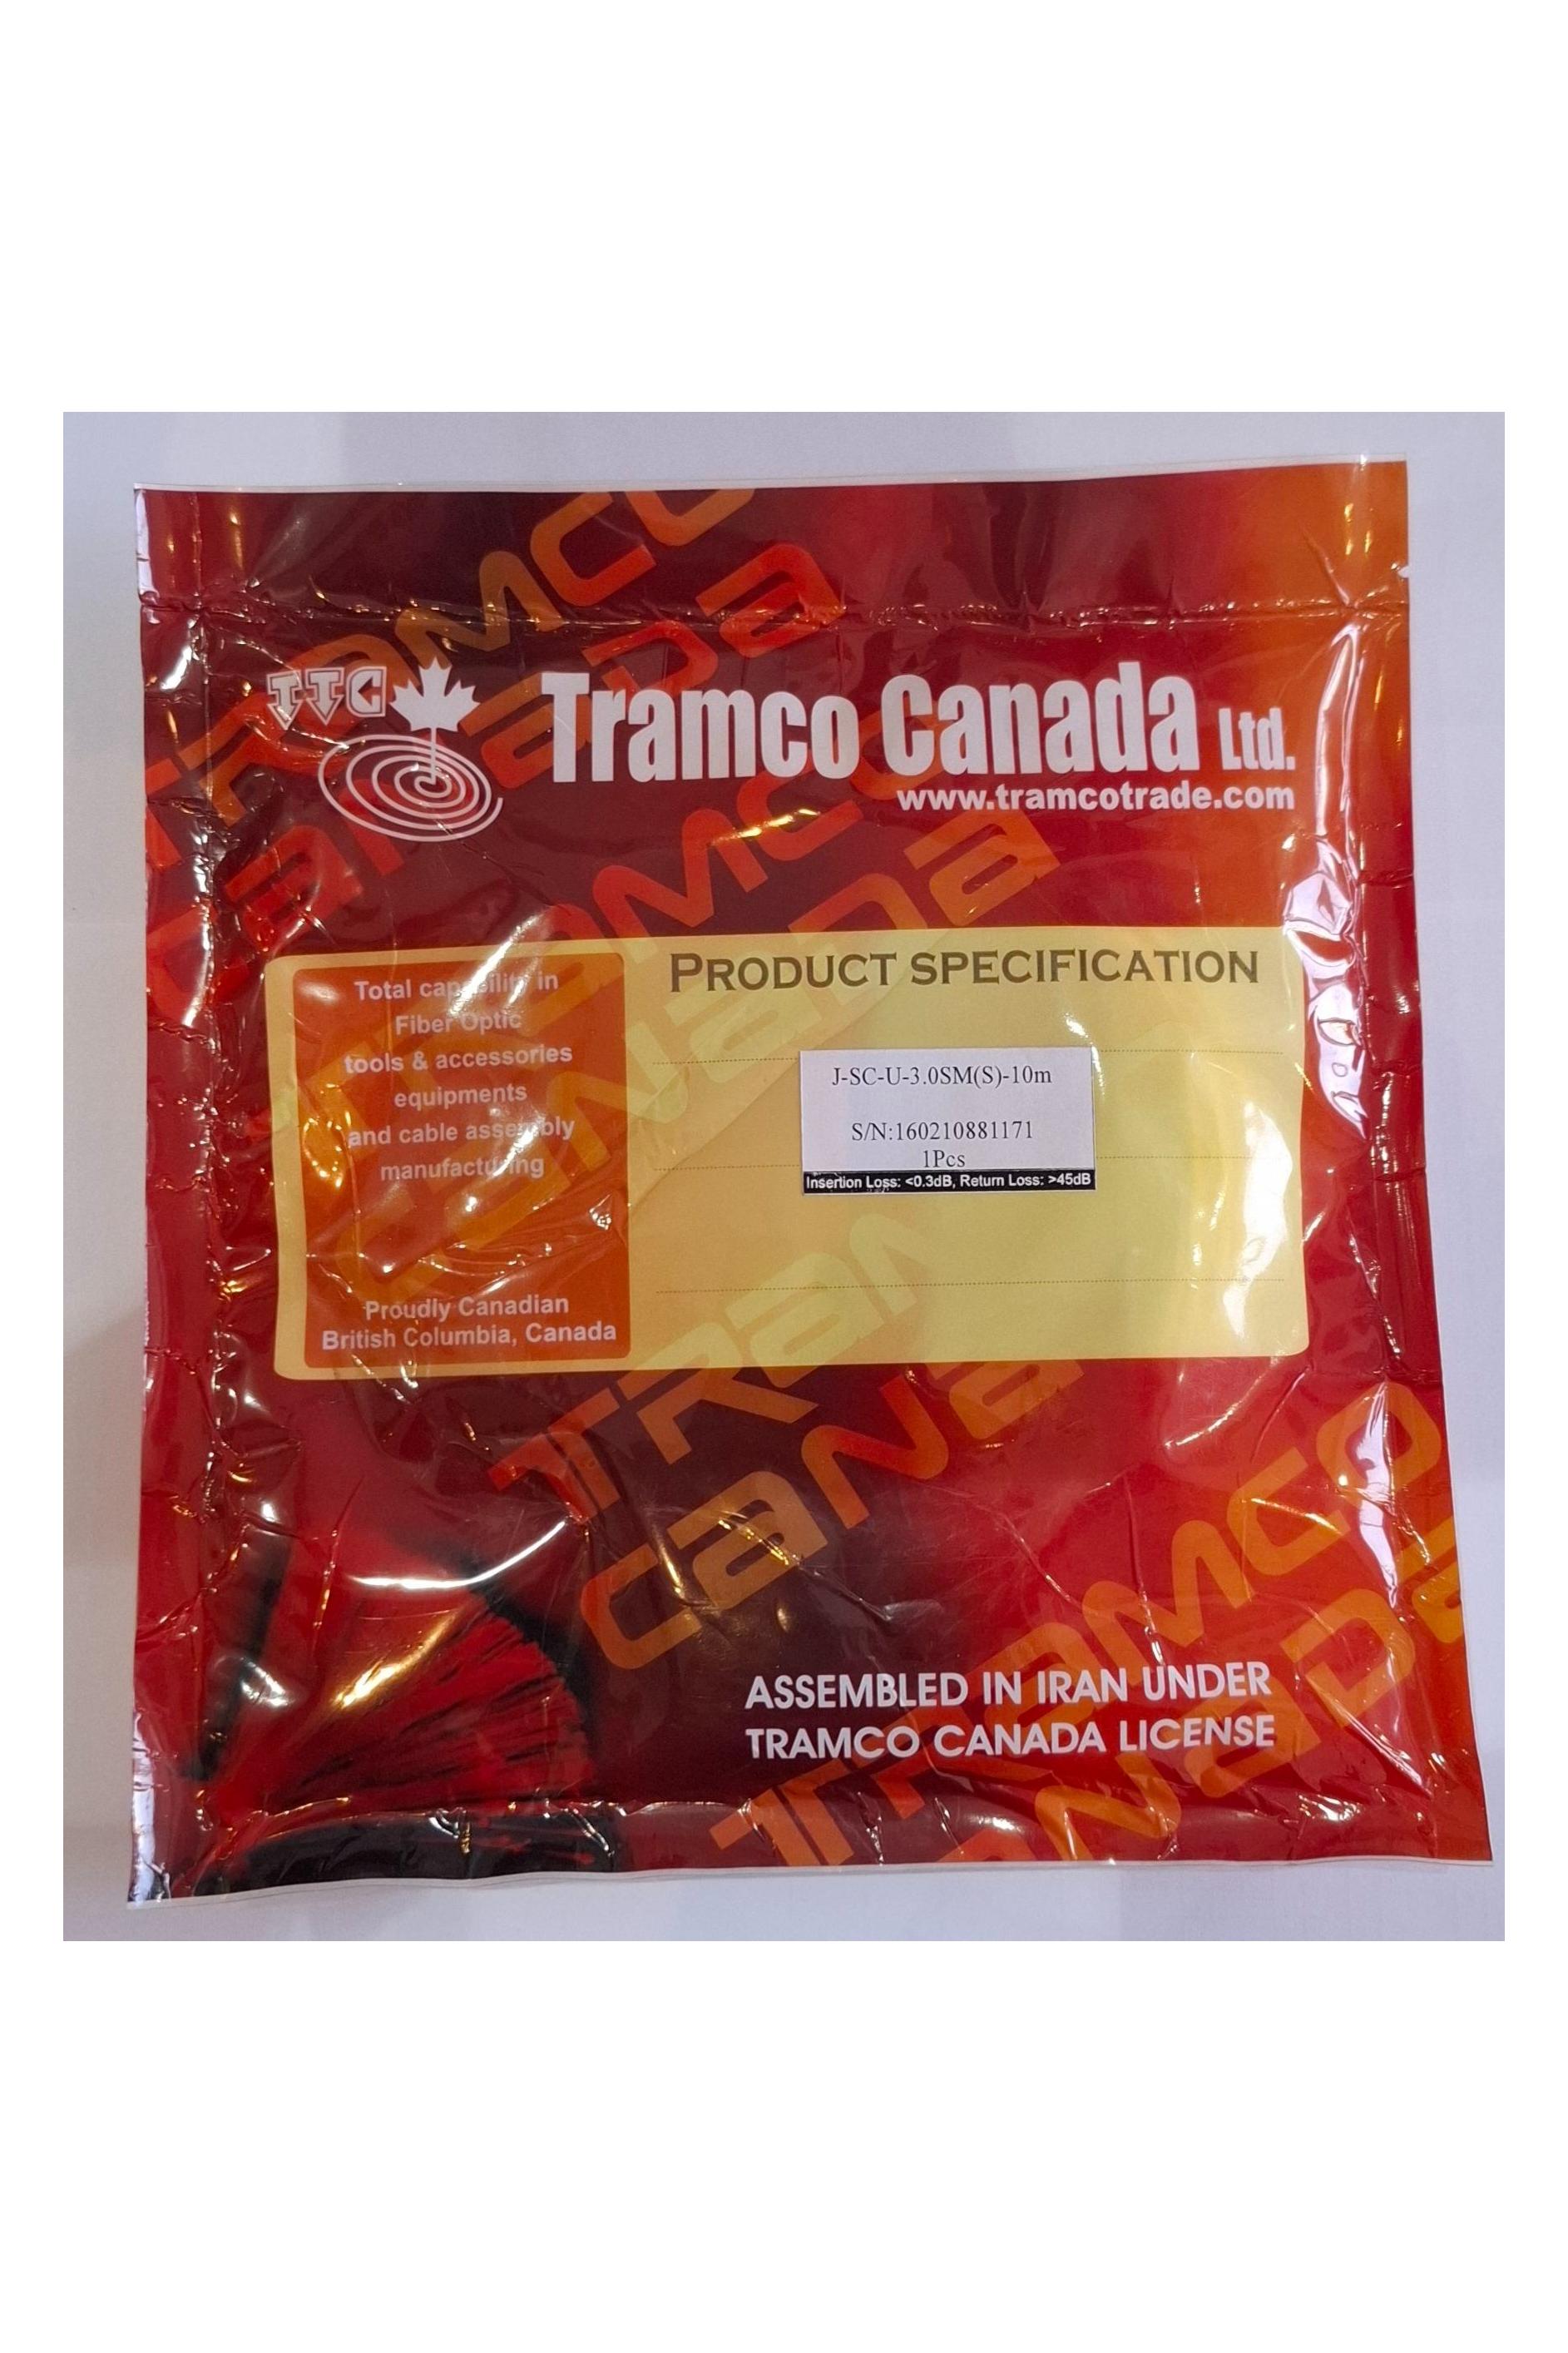 TTC
Tramco Canada Ltd.
www.tramcotrade.com
Total capability in
Fiber Optic
tools & accessories
equipments
and cable assembly
manufacturing
Proudly Canadian
British Columbia, Canada
PRODUCT SPECIFICATION
J-SC-U-3.0SM(S)-10m
S/N:160210881171
1Pcs
Insertion Loss: <0.3dB, Return Loss: >45dB
ASSEMBLED IN IRAN UNDER
TRAMCO CANADA LICENSE